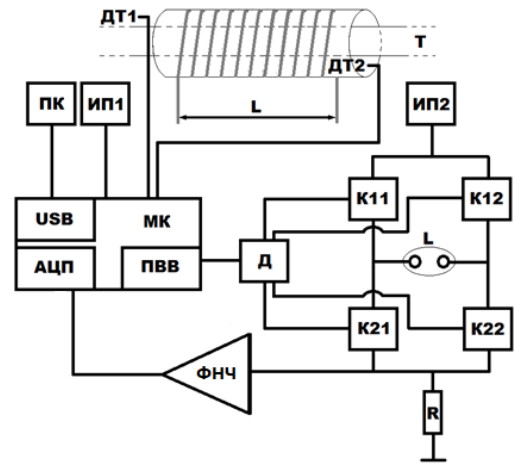 ДТ1
T
ДТ2
L
ПК
ИП1
ИП2
К11
К12
USB
МК
L
АЦП
ПВВ
Д
К21
К22
ФНЧ
R